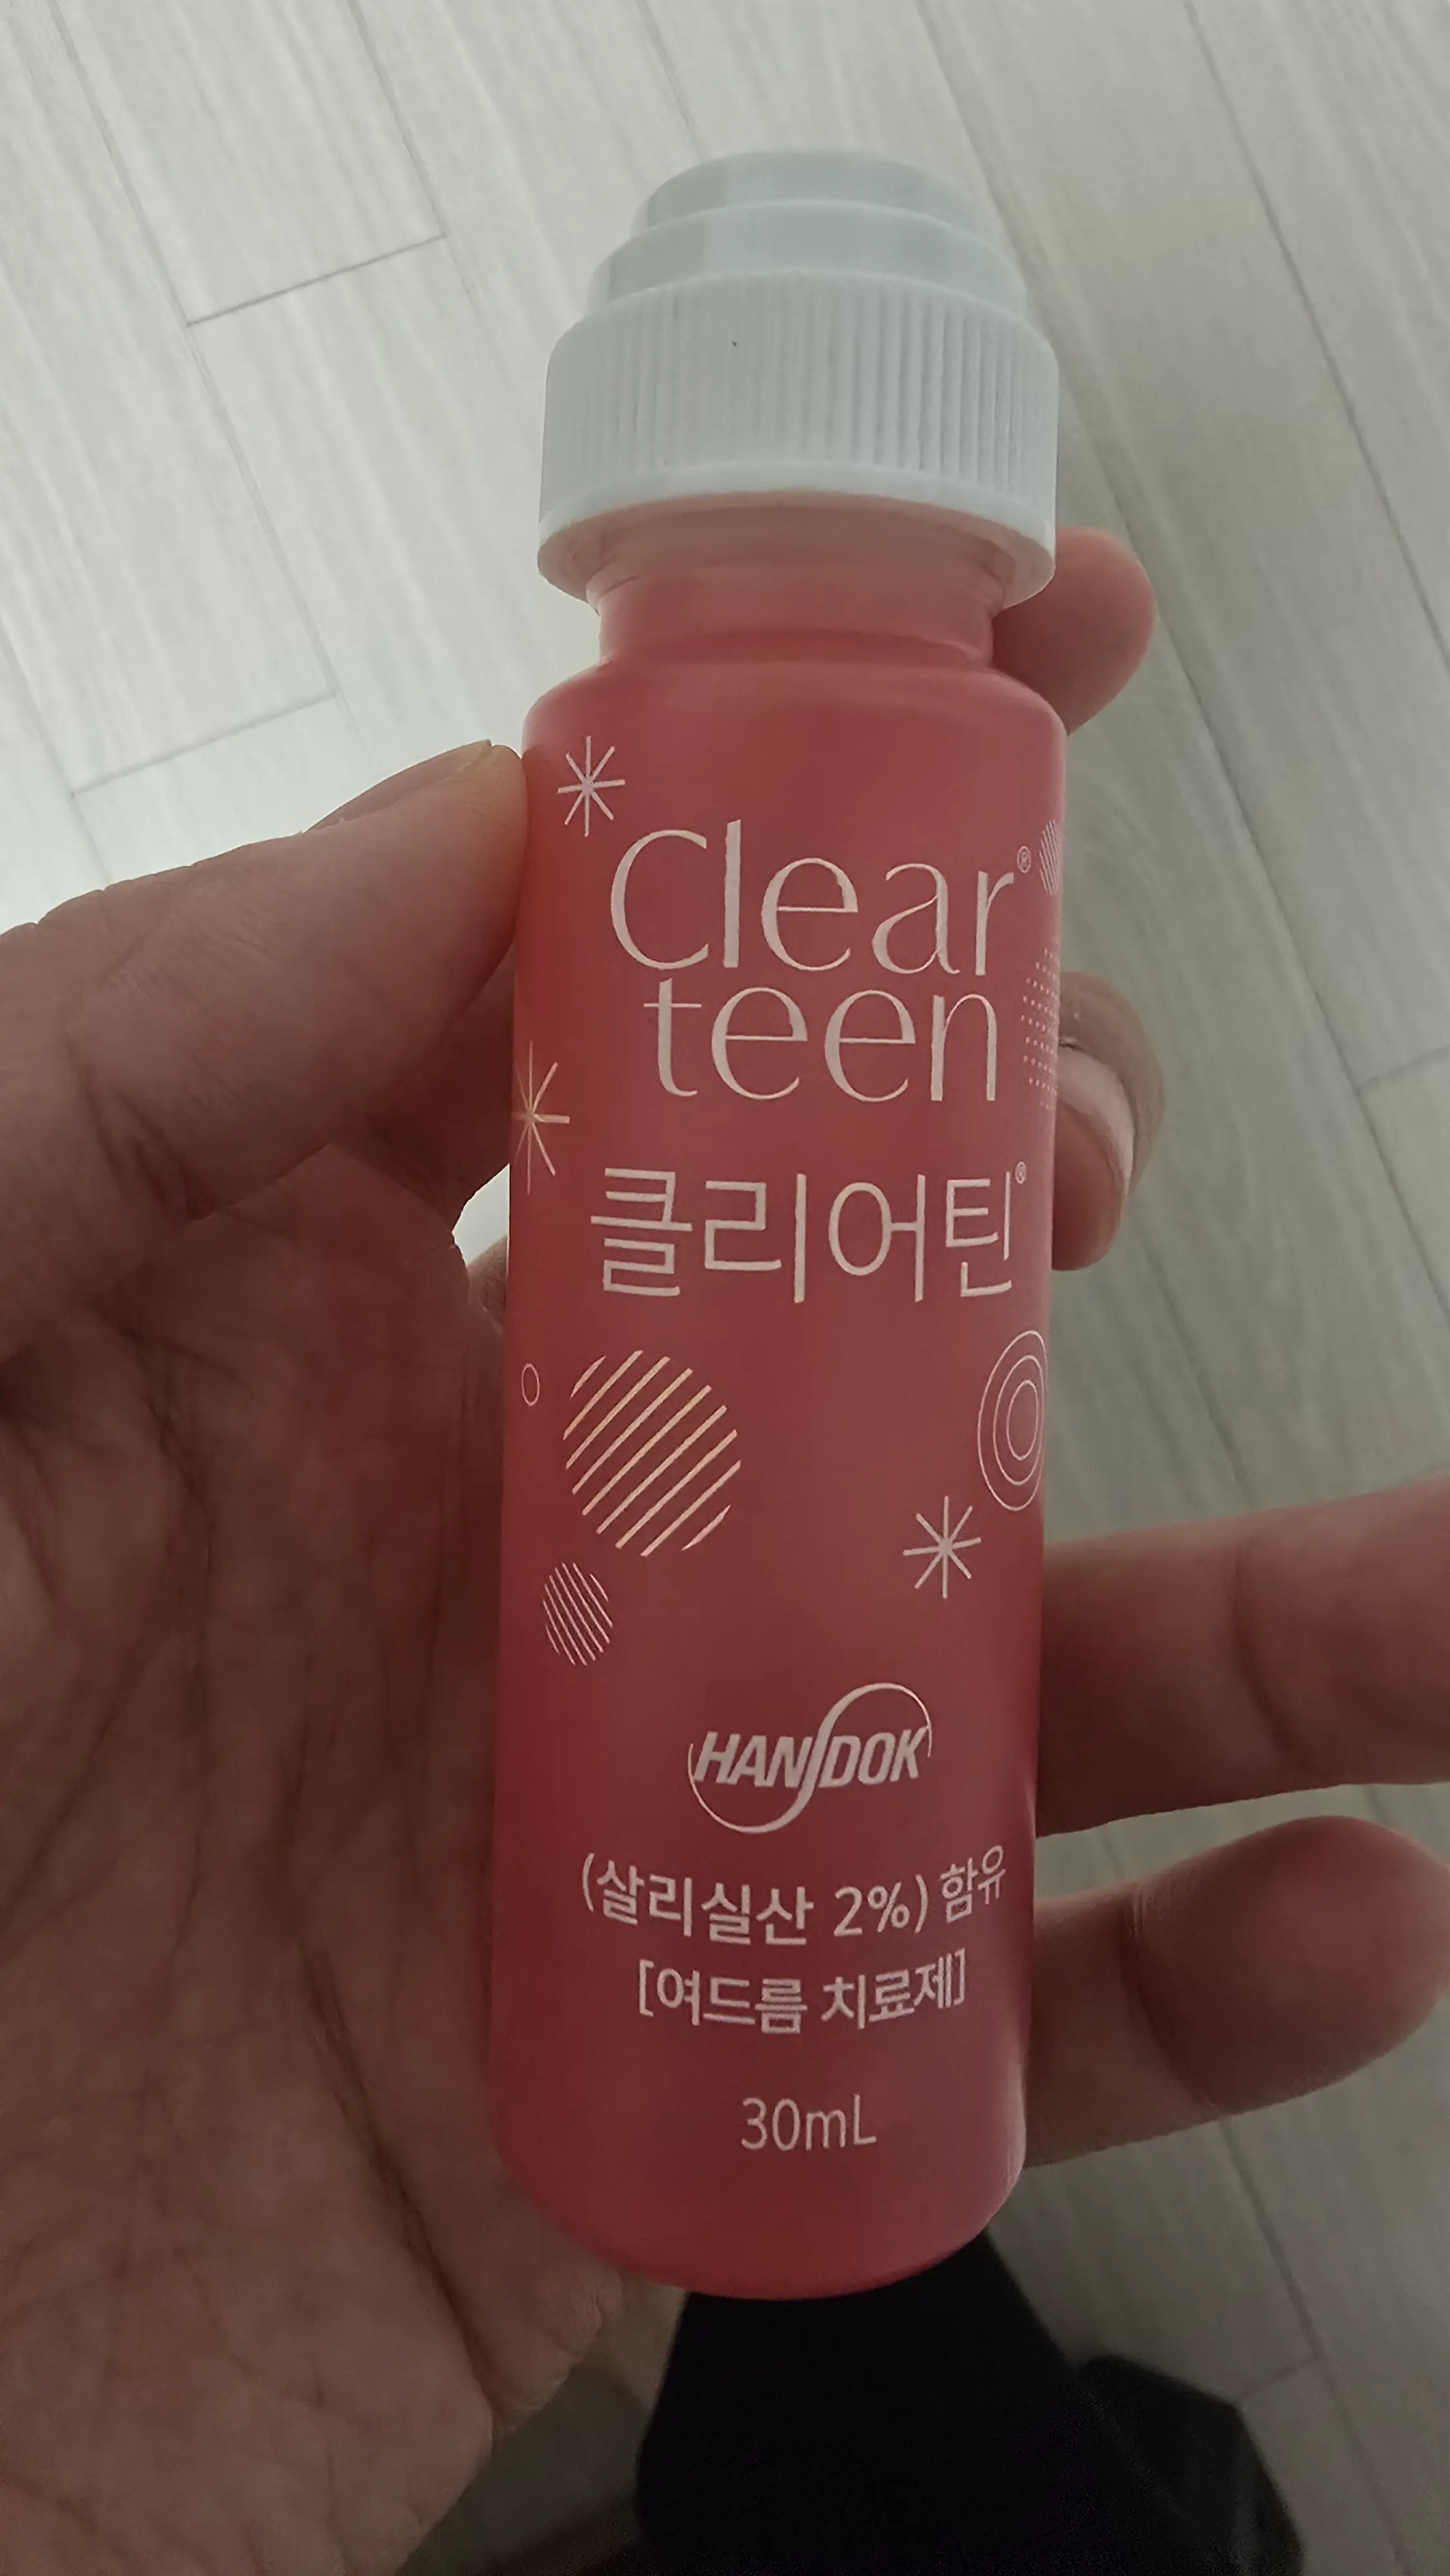 Clear®
teen
클리어틴®
HANDOK
(살리실산 2%) 함유
[여드름 치료제]
30mL